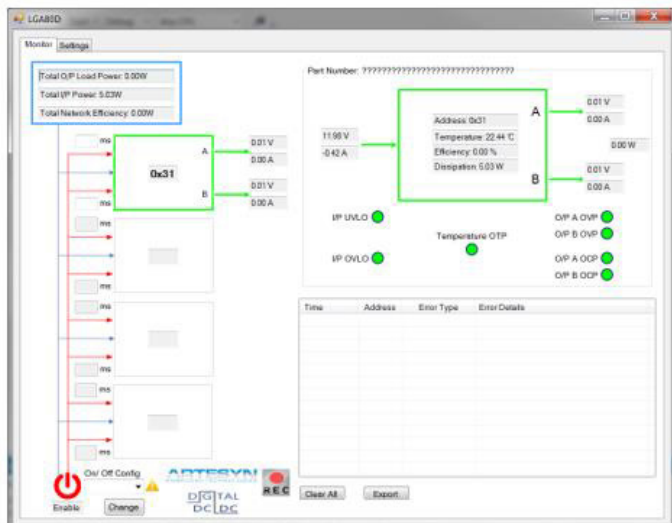 LGA80D
Monitor Settings
Total O/P Load Power: 0.00W
Total I/P Power: 5.03W
Total Network Efficiency: 0.00W
ms
0x31
A
B
0.01 V
0.00 A
0.01 V
0.00 A
ms
ms
ms
ms
ms
ms
ms
On/ Off Config
Enable
Change
ARTESYN
DIGITAL
DC DC
REC
Part Number: ????????????????????????????????
11.98 V
-0.42 A
Address: 0x31
Temperature: 22.44 °C
Efficiency: 0.00 %
Dissipation: 5.03 W
A
B
0.01 V
0.00 A
0.00 W
0.01 V
0.00 A
I/P UVLO
I/P OVLO
Temperature OTP
O/P A OVP
O/P B OVP
O/P A OCP
O/P B OCP
Time Address Error Type Error Details
Clear All Export